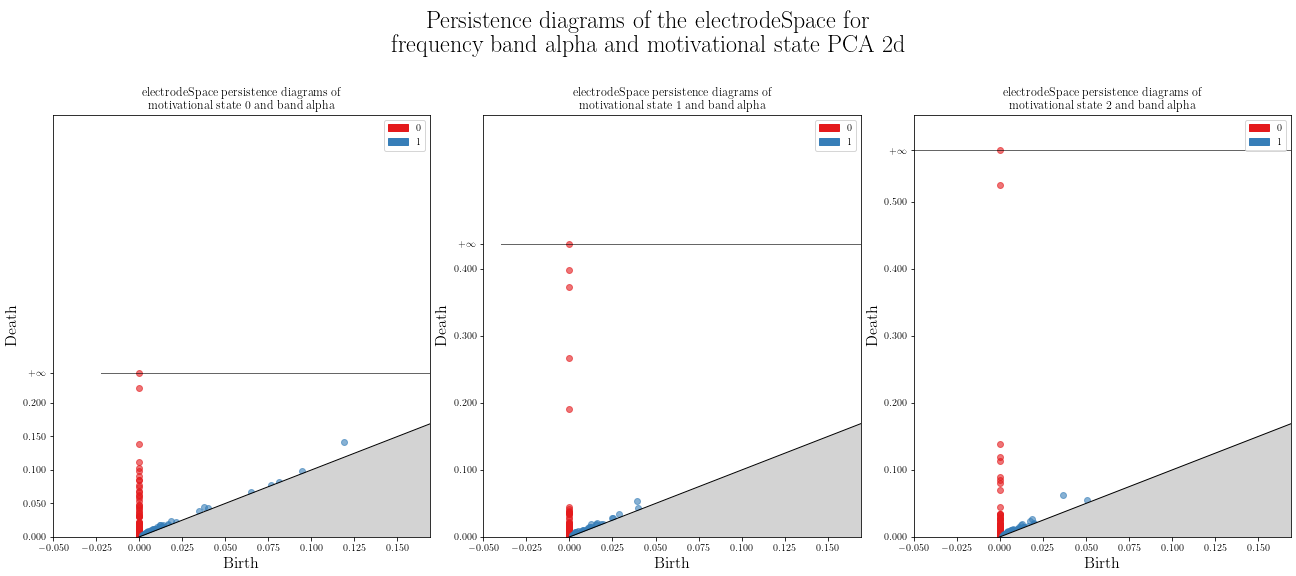 Persistence diagrams of the electrodeSpace for
frequency band alpha and motivational state PCA 2d
electrodeSpace persistence diagrams of
motivational state 0 and band alpha
0
1
Death
+∞
0.200
0.150
0.100
0.050
0.000
−0.050 −0.025 0.000 0.025 0.050 0.075 0.100 0.125 0.150
Birth
electrodeSpace persistence diagrams of
motivational state 1 and band alpha
0
1
Death
+∞
0.400
0.300
0.200
0.100
0.000
−0.050 −0.025 0.000 0.025 0.050 0.075 0.100 0.125 0.150
Birth
electrodeSpace persistence diagrams of
motivational state 2 and band alpha
0
1
Death
+∞
0.500
0.400
0.300
0.200
0.100
0.000
−0.050 −0.025 0.000 0.025 0.050 0.075 0.100 0.125 0.150
Birth